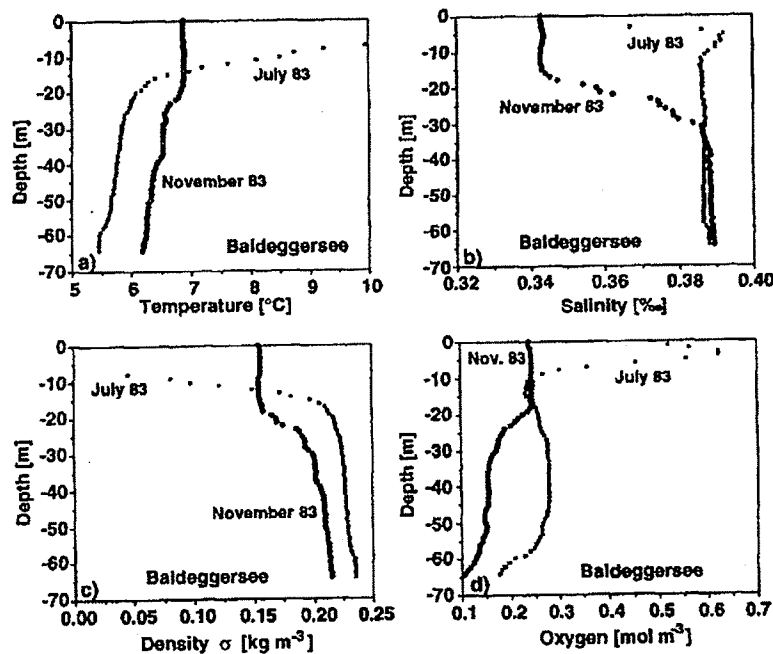 0
-10
-20
-30
-40
-50
-60
-70
Depth [m]
July 83
November 83
Baldeggersee
a)
5 6 7 8 9 10
Temperature [°C]
0
-10
-20
-30
-40
-50
-60
-70
Depth [m]
July 83
November 83
Baldeggersee
b)
0.32 0.34 0.36 0.38 0.40
Salinity [‰]
0
-10
-20
-30
-40
-50
-60
-70
Depth [m]
July 83
November 83
Baldeggersee
c)
0.00 0.05 0.10 0.15 0.20 0.25
Density σ [kg m⁻³]
0
-10
-20
-30
-40
-50
-60
-70
Depth [m]
Nov. 83
July 83
Baldeggersee
d)
0.1 0.2 0.3 0.4 0.5 0.6 0.7
Oxygen [mol m⁻³]